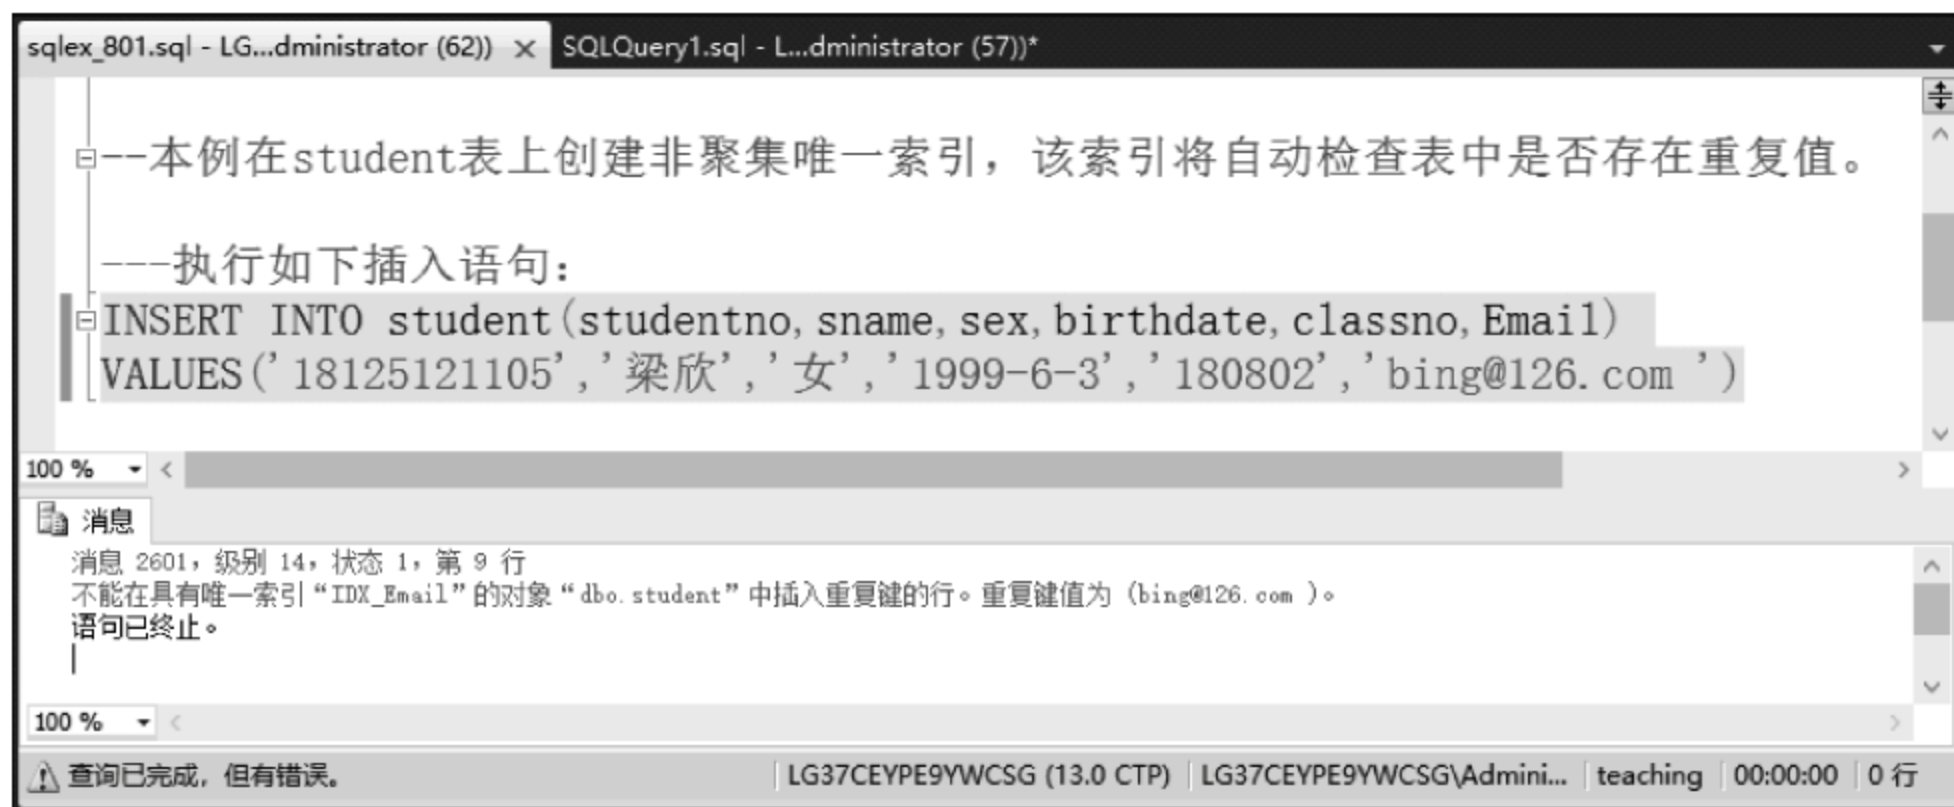 sqlex_801.sql - LG...dministrator (62)) × SQLQuery1.sql - L...dministrator (57))*
--本例在student表上创建非聚集唯一索引，该索引将自动检查表中是否存在重复值。
---执行如下插入语句：
INSERT INTO student(studentno,sname,sex,birthdate,classno,Email)
VALUES('18125121105','梁欣','女','1999-6-3','180802','bing@126.com ')
100 %
消息
消息 2601，级别 14，状态 1，第 9 行
不能在具有唯一索引“IDX_Email”的对象“dbo.student”中插入重复键的行。重复键值为 (bing@126.com )。
语句已终止。
100 %
查询已完成，但有错误。 LG37CEYPE9YWCSG (13.0 CTP) LG37CEYPE9YWCSG\Admini... teaching 00:00:00 0 行